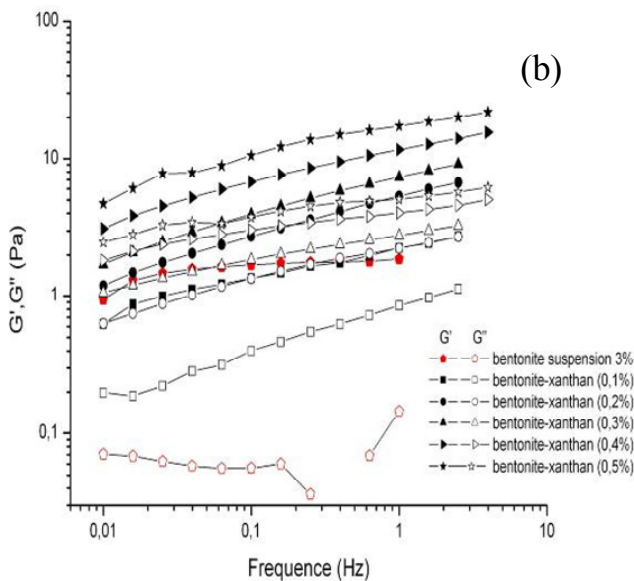 (b)
100
10
1
0,1
G',G'' (Pa)
G' G''
bentonite suspension 3%
bentonite-xanthan (0,1%)
bentonite-xanthan (0,2%)
bentonite-xanthan (0,3%)
bentonite-xanthan (0,4%)
bentonite-xanthan (0,5%)
0,01 0,1 1 10
Frequence (Hz)